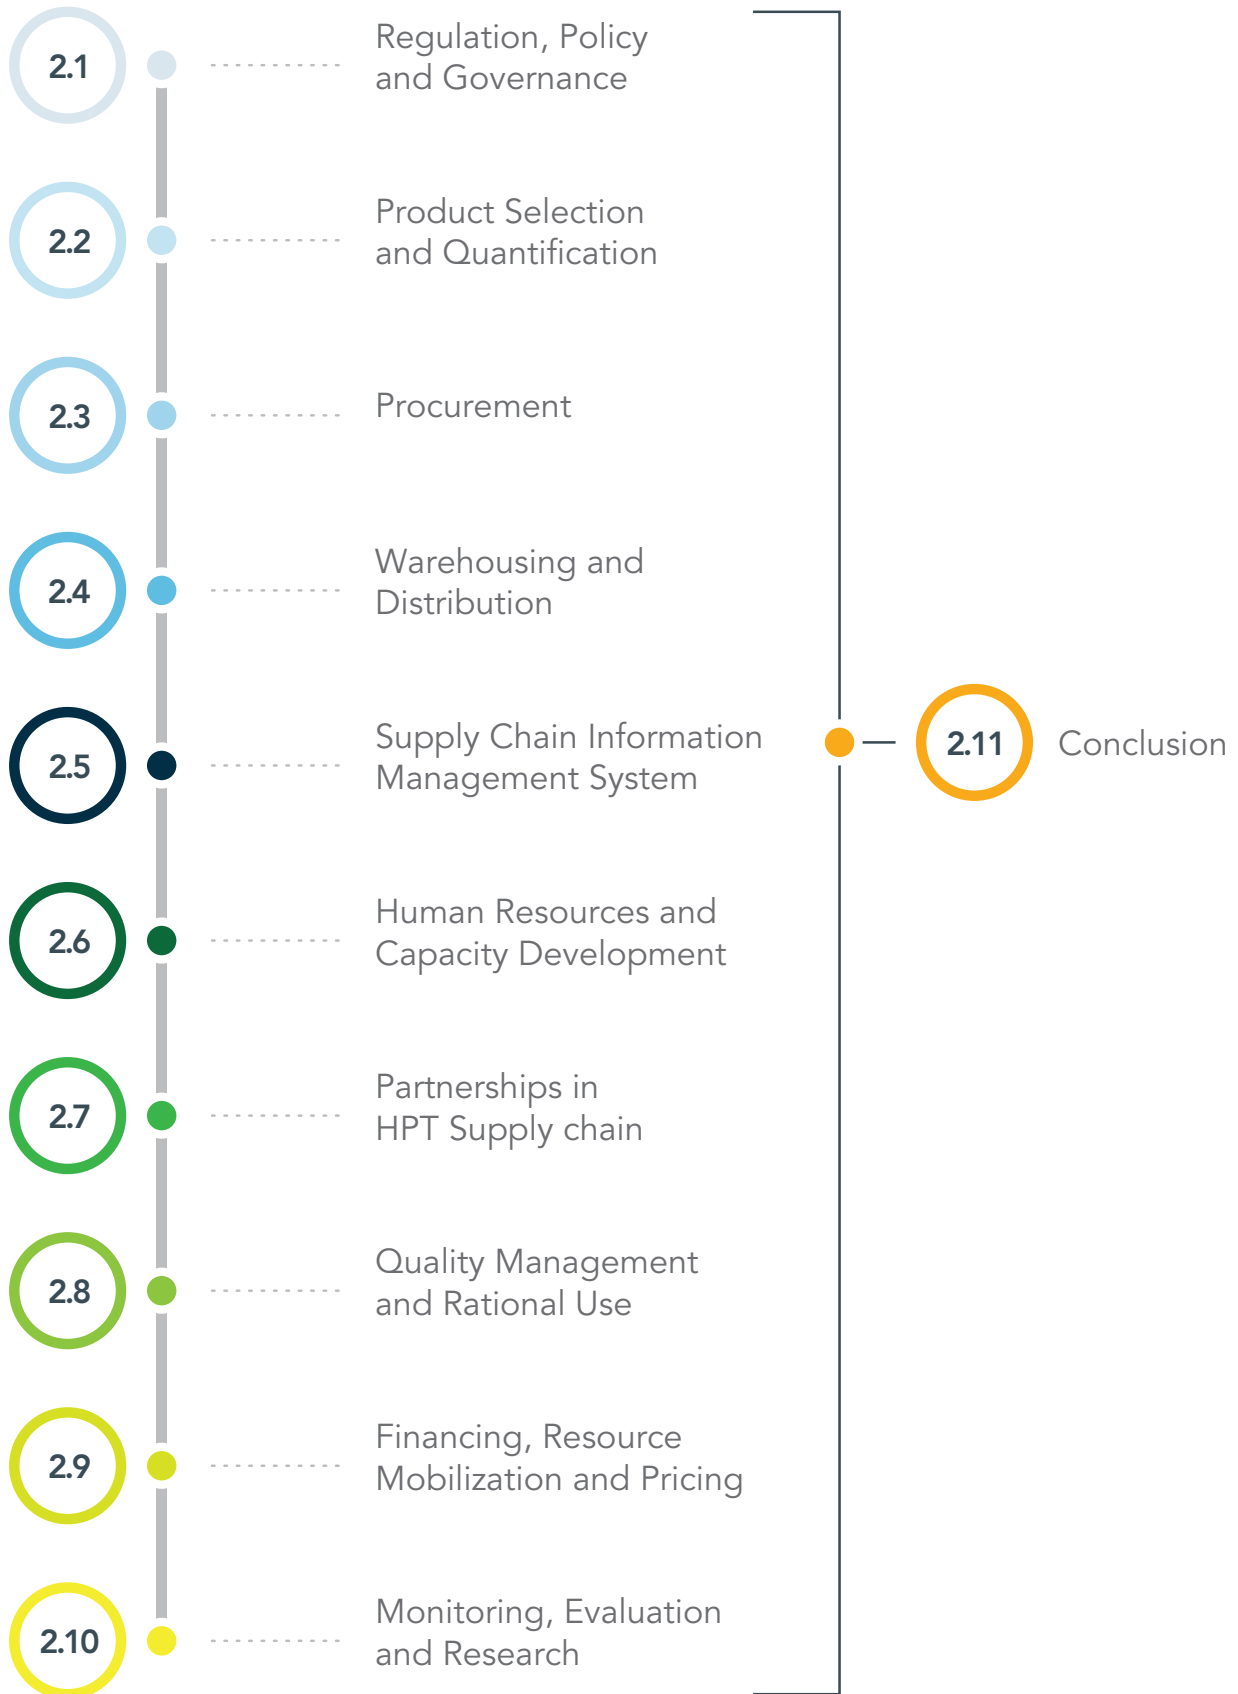 2.1
Regulation, Policy
and Governance
2.2
Product Selection
and Quantification
2.3
Procurement
2.4
Warehousing and
Distribution
2.5
Supply Chain Information
Management System
2.6
Human Resources and
Capacity Development
2.7
Partnerships in
HPT Supply chain
2.8
Quality Management
and Rational Use
2.9
Financing, Resource
Mobilization and Pricing
2.10
Monitoring, Evaluation
and Research
2.11
Conclusion